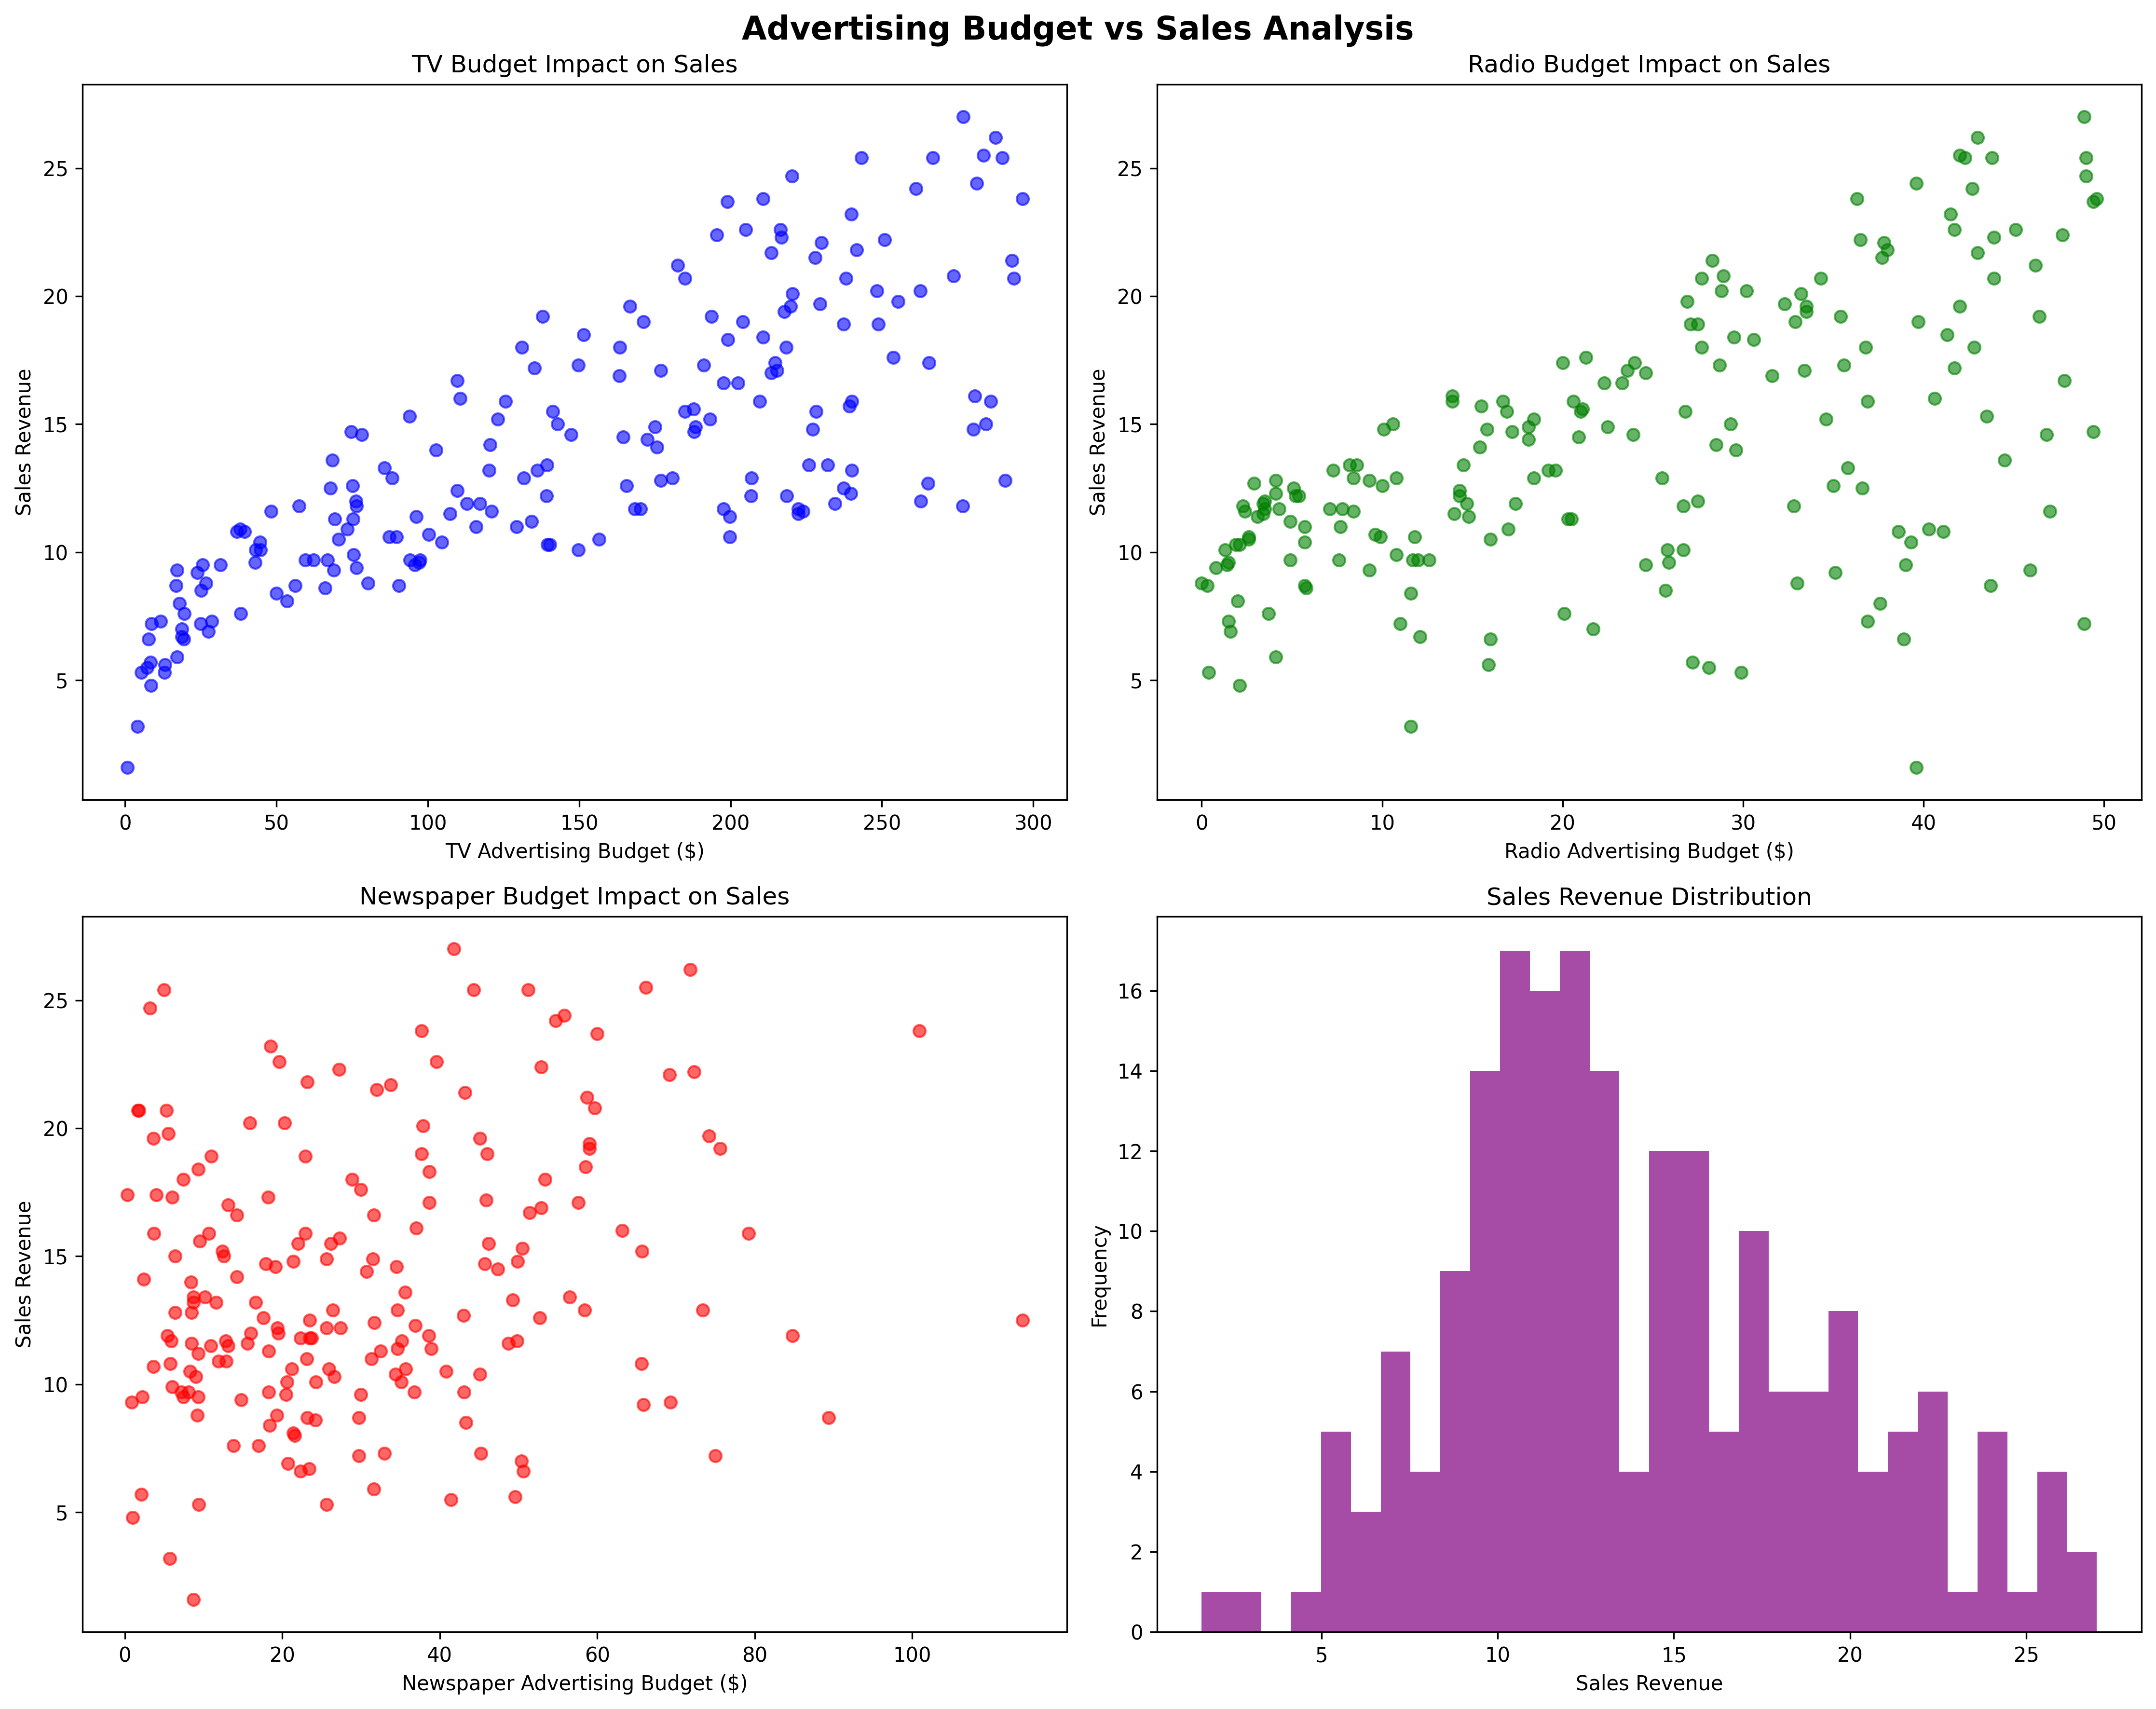 Advertising Budget vs Sales Analysis
TV Budget Impact on Sales
Sales Revenue
25
20
15
10
5
0 50 100 150 200 250 300
TV Advertising Budget ($)
Radio Budget Impact on Sales
Sales Revenue
25
20
15
10
5
0 10 20 30 40 50
Radio Advertising Budget ($)
Newspaper Budget Impact on Sales
Sales Revenue
25
20
15
10
5
0 20 40 60 80 100
Newspaper Advertising Budget ($)
Sales Revenue Distribution
Frequency
16
14
12
10
8
6
4
2
0
5 10 15 20 25
Sales Revenue